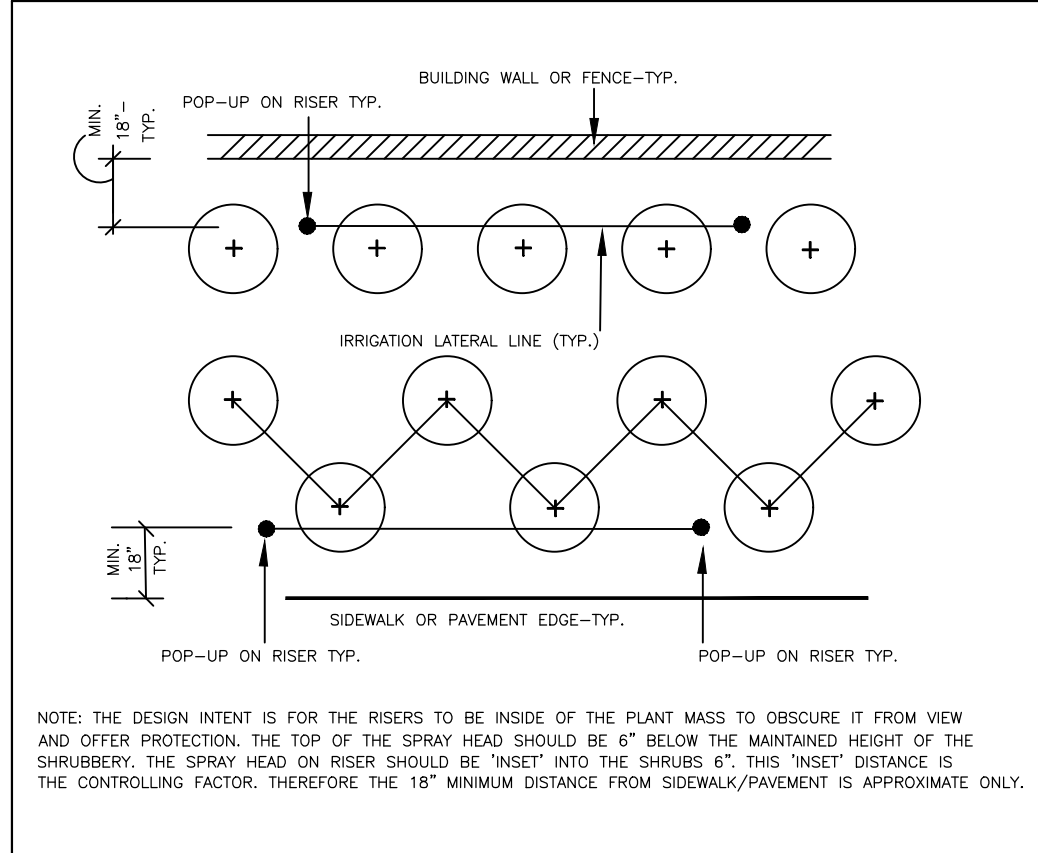 BUILDING WALL OR FENCE-TYP.
POP-UP ON RISER TYP.
MIN.
18"-
TYP.
IRRIGATION LATERAL LINE (TYP.)
MIN.
18"
TYP.
SIDEWALK OR PAVEMENT EDGE-TYP.
POP-UP ON RISER TYP.
POP-UP ON RISER TYP.
NOTE: THE DESIGN INTENT IS FOR THE RISERS TO BE INSIDE OF THE PLANT MASS TO OBSCURE IT FROM VIEW
AND OFFER PROTECTION. THE TOP OF THE SPRAY HEAD SHOULD BE 6" BELOW THE MAINTAINED HEIGHT OF THE
SHRUBBERY. THE SPRAY HEAD ON RISER SHOULD BE 'INSET' INTO THE SHRUBS 6". THIS 'INSET' DISTANCE IS
THE CONTROLLING FACTOR. THEREFORE THE 18" MINIMUM DISTANCE FROM SIDEWALK/PAVEMENT IS APPROXIMATE ONLY.